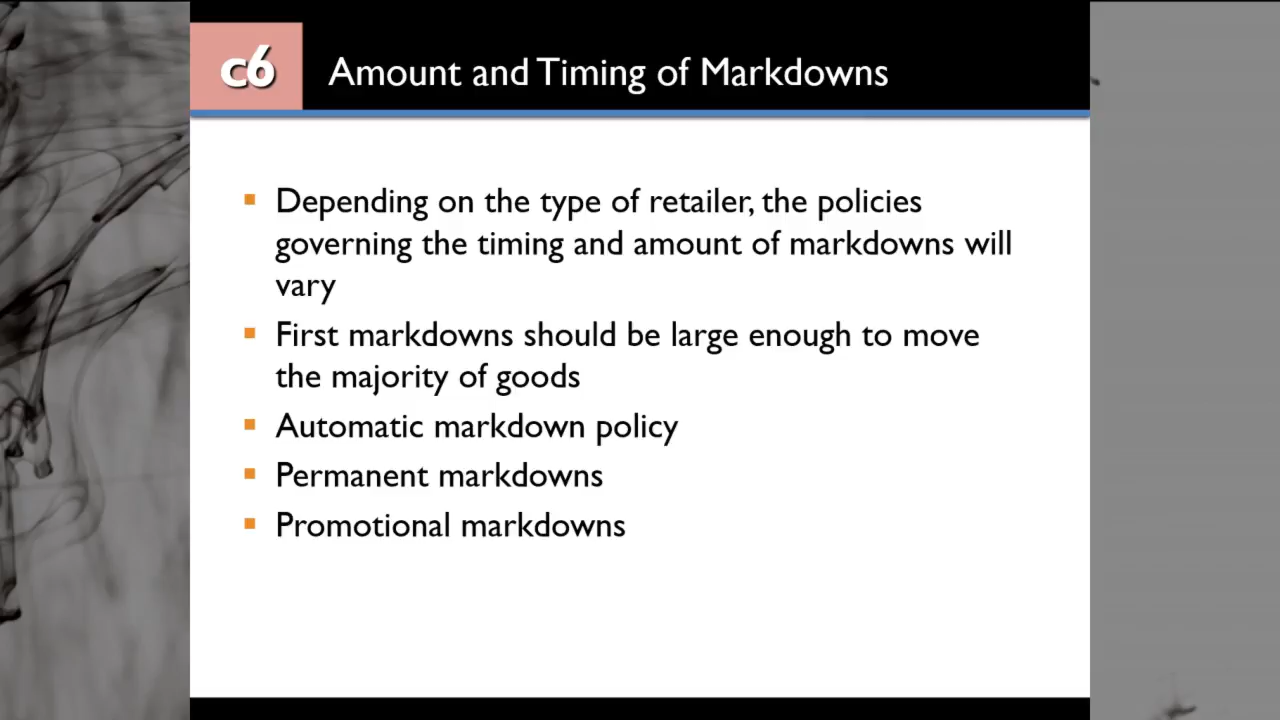 c6
Amount and Timing of Markdowns
Depending on the type of retailer, the policies
governing the timing and amount of markdowns will
vary
First markdowns should be large enough to move
the majority of goods
Automatic markdown policy
Permanent markdowns
Promotional markdowns